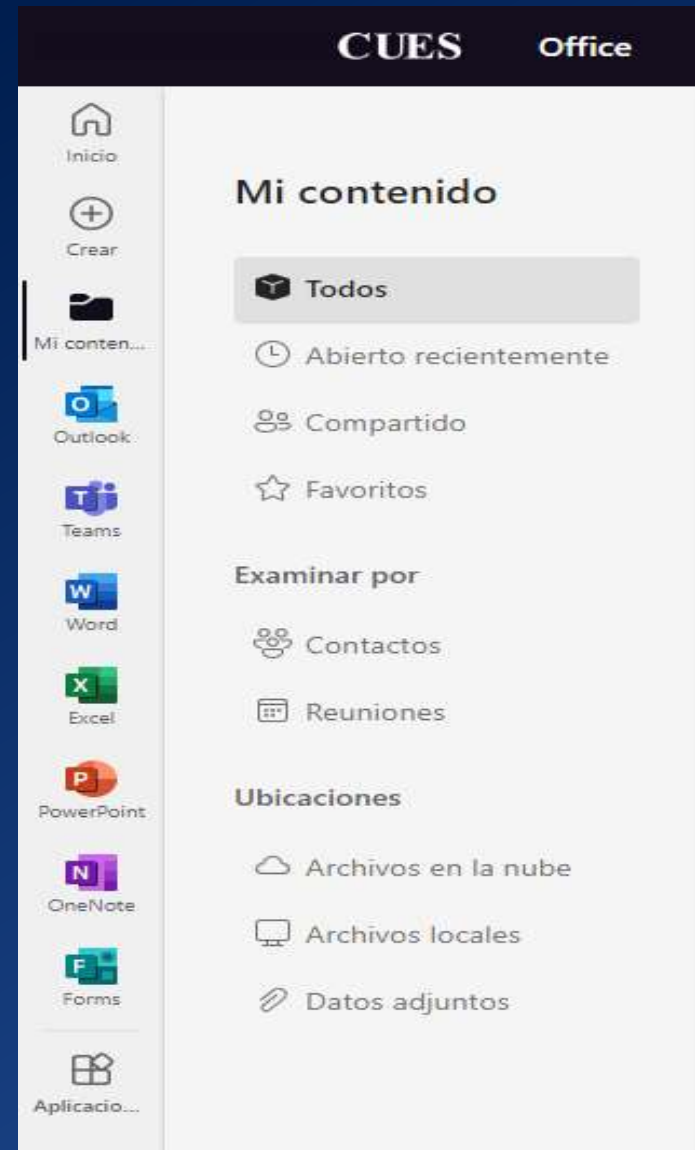 CUES Office
Inicio
Crear
Mi conten...
Outlook
Teams
Word
Excel
PowerPoint
OneNote
Forms
Aplicacio...
Mi contenido
Todos
Abierto recientemente
Compartido
Favoritos
Examinar por
Contactos
Reuniones
Ubicaciones
Archivos en la nube
Archivos locales
Datos adjuntos